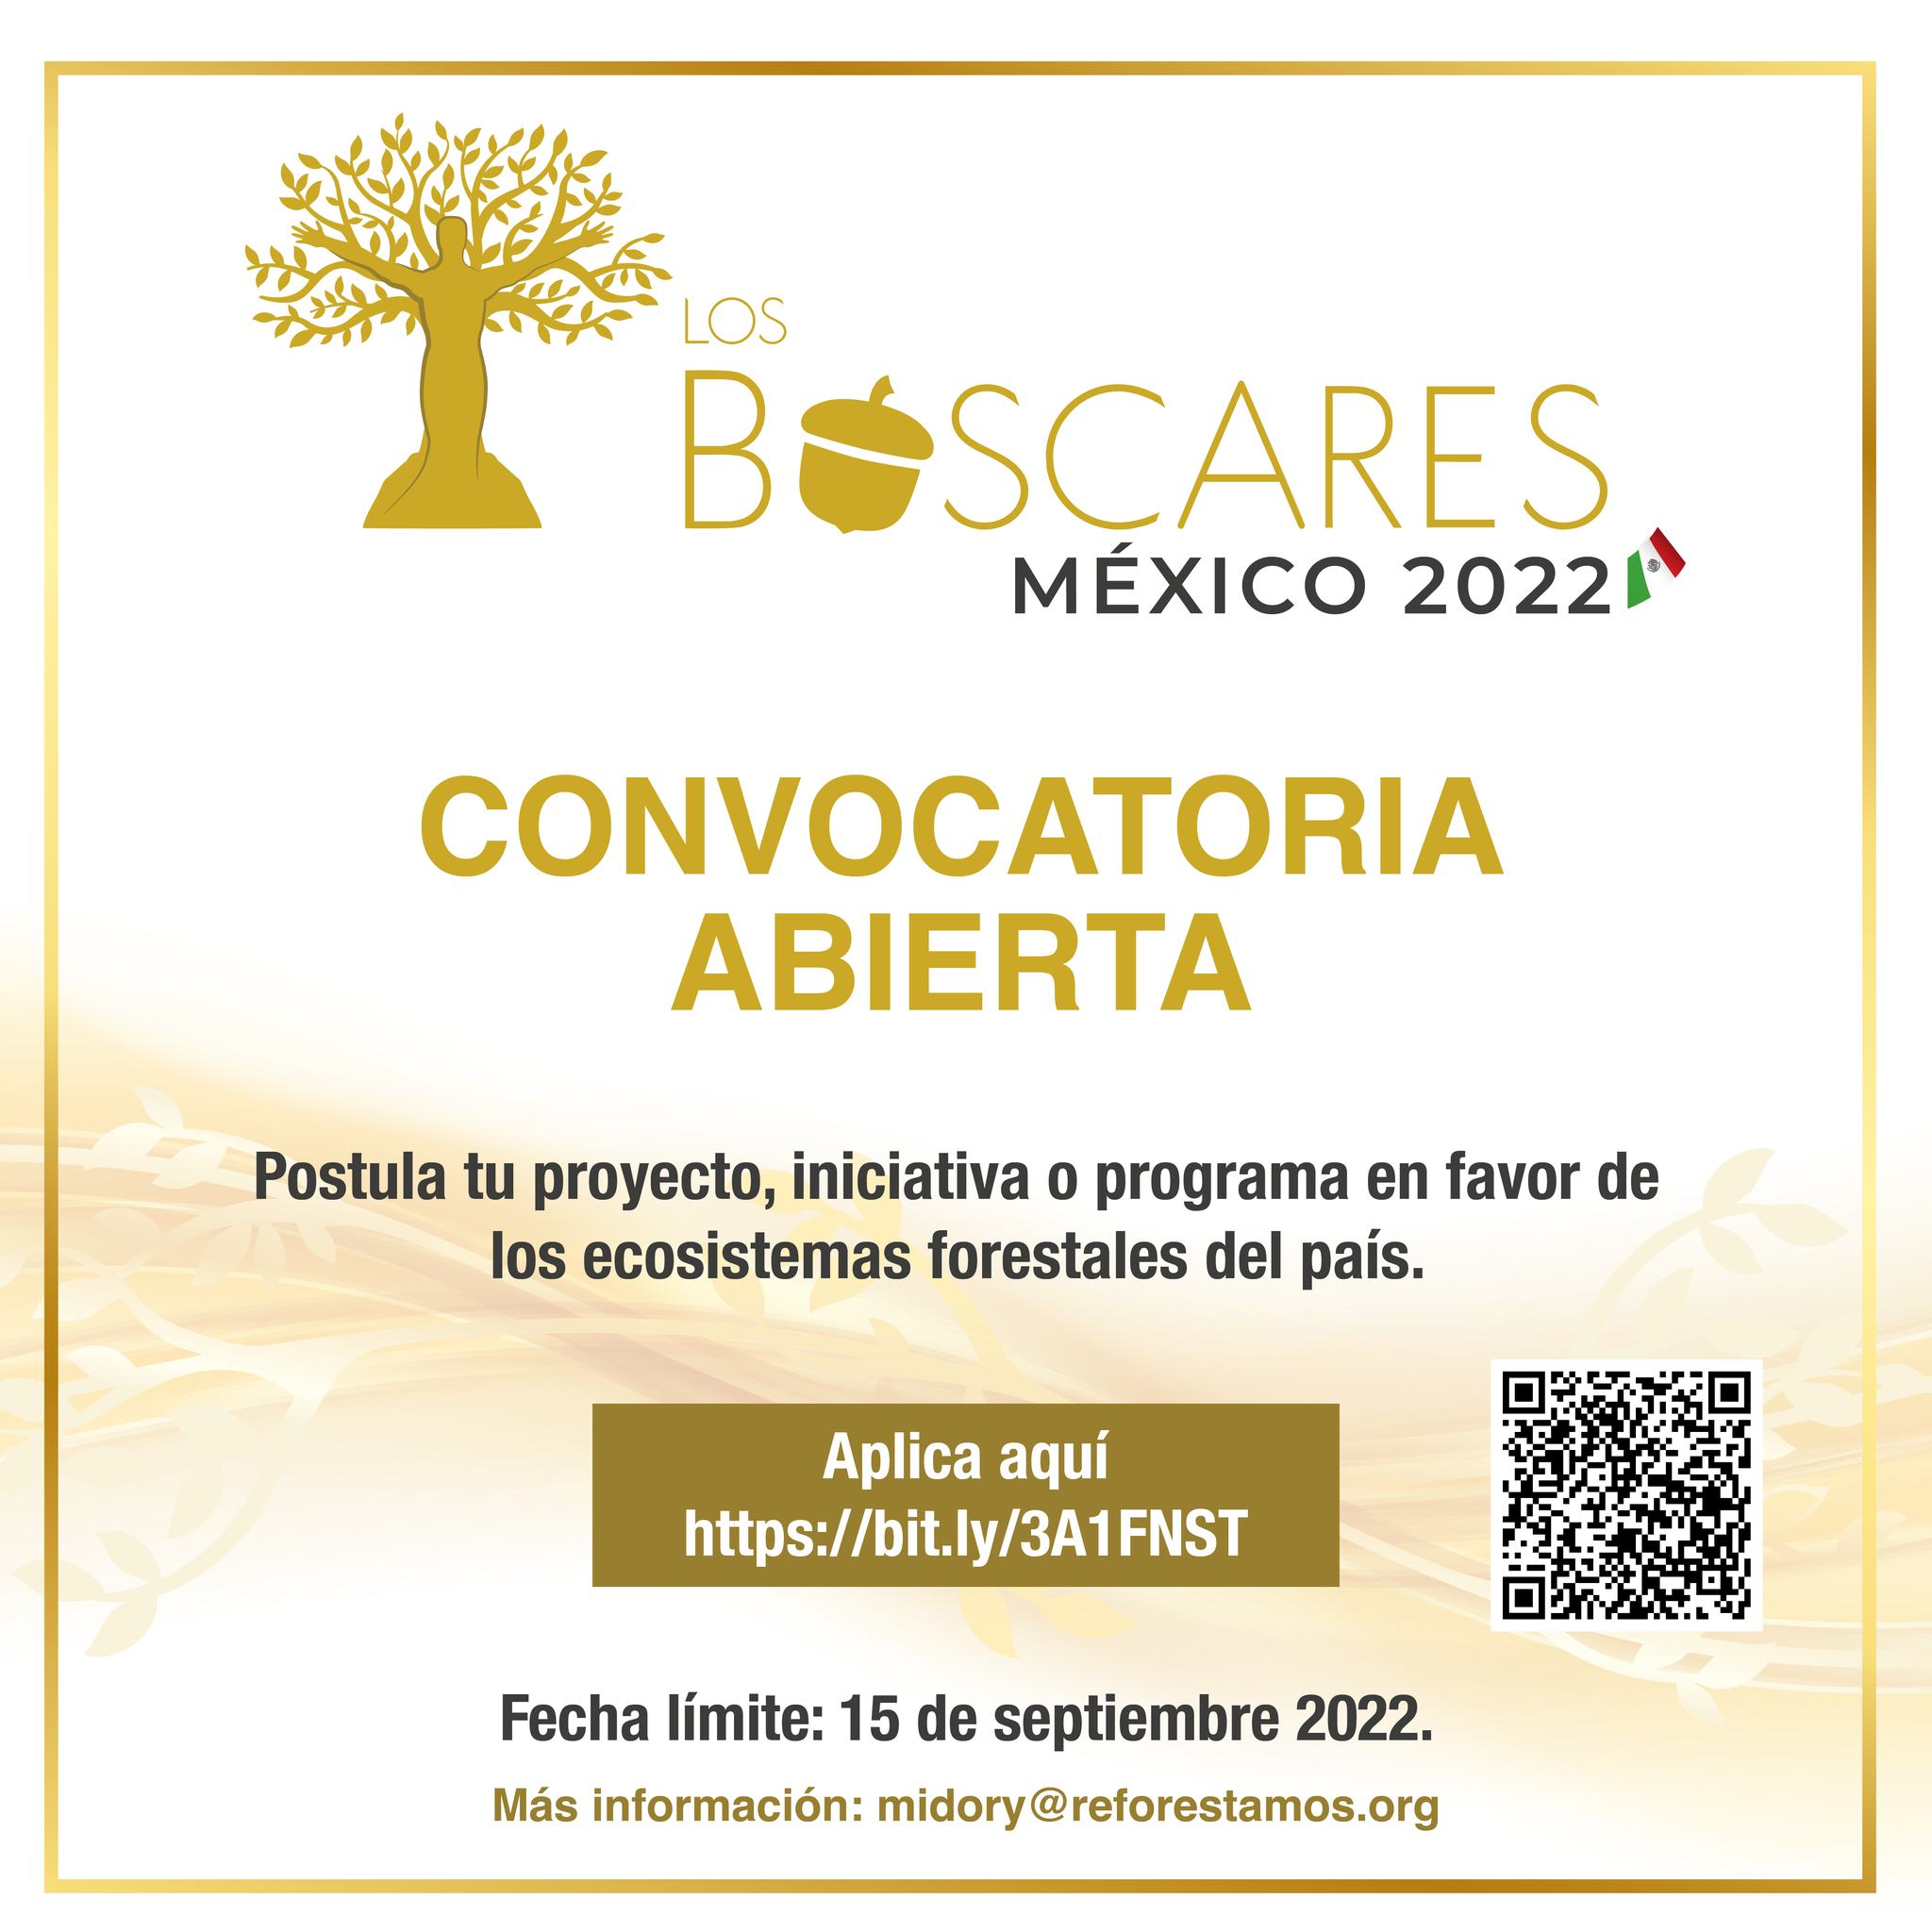 LOS
BOSCARES
MÉXICO 2022
CONVOCATORIA
ABIERTA
Postula tu proyecto, iniciativa o programa en favor de
los ecosistemas forestales del país.
Aplica aquí
https://bit.ly/3A1FNST
Fecha límite: 15 de septiembre 2022.
Más información: midory@reforestamos.org